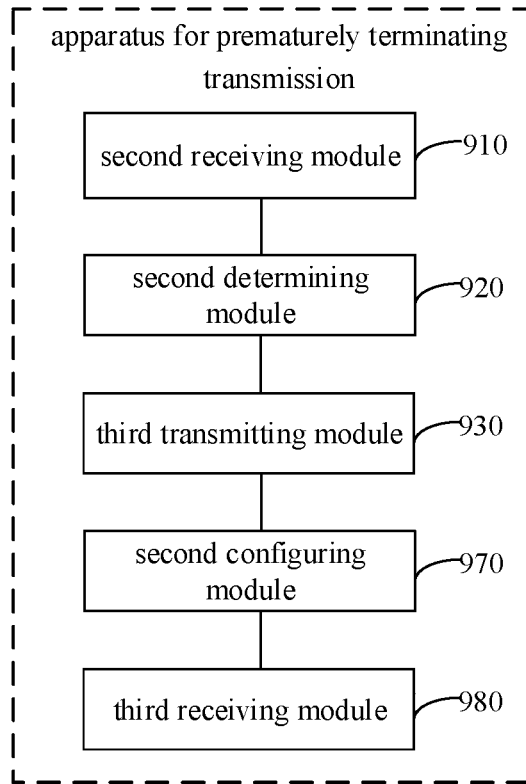 apparatus for prematurely terminating
transmission
second receiving module
910
second determining
module
920
third transmitting module
930
second configuring
module
970
third receiving module
980